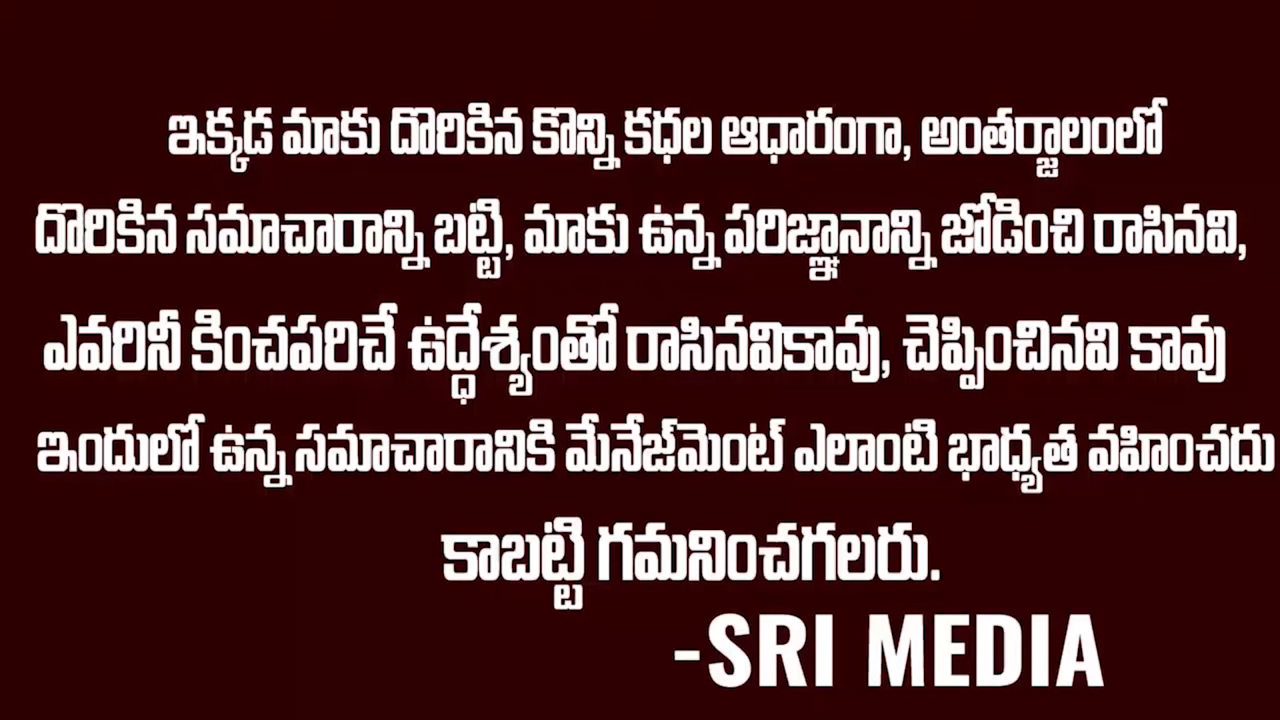 ఇక్కడ మాకు దొరికిన కొన్ని కధల ఆధారంగా, అంతర్జాలంలో
దొరికిన సమాచారాన్ని బట్టి, మాకు ఉన్న పరిజ్ఞానాన్ని జోడించి రాసినవి,
ఎవరినీ కించపరిచే ఉద్ధేశ్యంతో రాసినవికావు, చెప్పించినవి కావు
ఇందులో ఉన్న సమాచారానికి మేనేజ్‌మెంట్ ఎలాంటి భాధ్యత వహించదు
కాబట్టి గమనించగలరు.
-SRI MEDIA